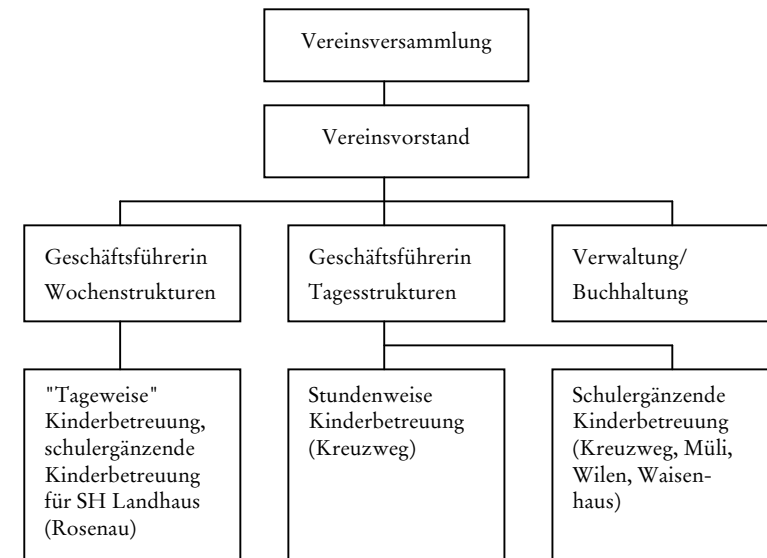 Vereinsversammlung
Vereinsvorstand
Geschäftsführerin
Wochenstrukturen
Geschäftsführerin
Tagesstrukturen
Verwaltung/
Buchhaltung
"Tageweise"
Kinderbetreuung,
schulergänzende
Kinderbetreuung
für SH Landhaus
(Rosenau)
Stundenweise
Kinderbetreuung
(Kreuzweg)
Schulergänzende
Kinderbetreuung
(Kreuzweg, Müli,
Wilen, Waisen-
haus)